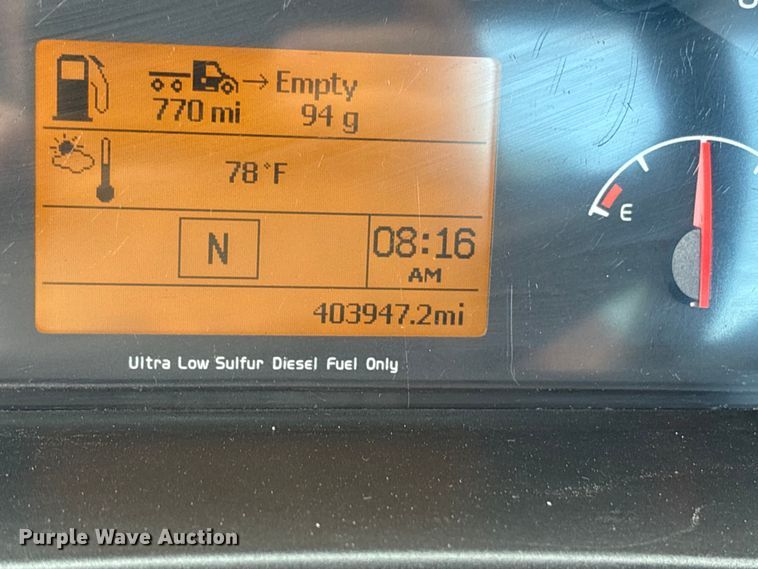 Empty
770 mi 94 g
78°F
N
08:16
AM
403947.2mi
E
Ultra Low Sulfur Diesel Fuel Only
Purple Wave Auction